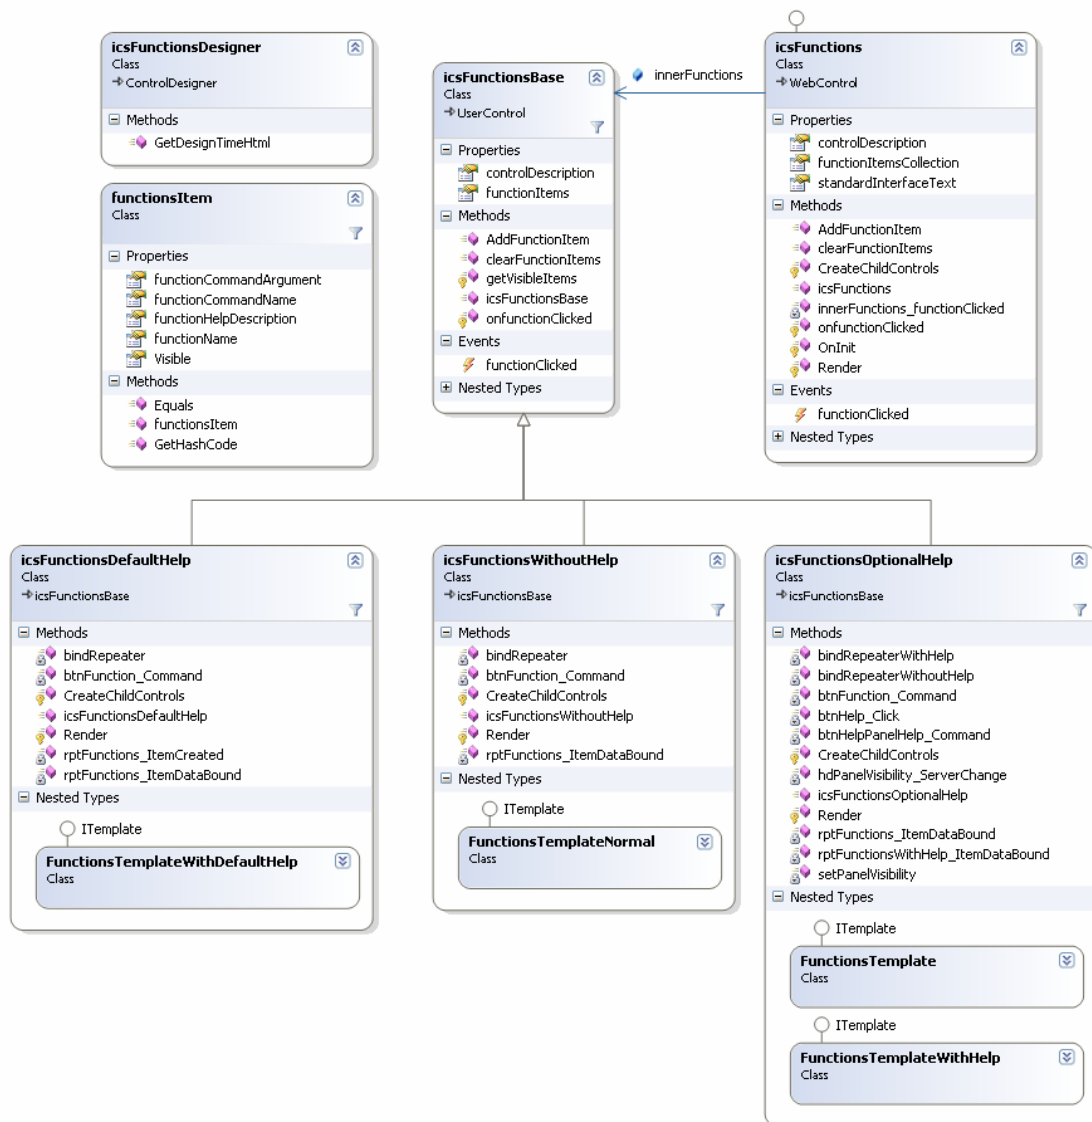 icsFunctionsDesigner
Class
ControlDesigner
Methods
GetDesignTimeHtml
functionsItem
Class
Properties
functionCommandArgument
functionCommandName
functionHelpDescription
functionName
Visible
Methods
Equals
functionsItem
GetHashCode
icsFunctionsBase
Class
UserControl
Properties
controlDescription
functionItems
Methods
AddFunctionItem
clearFunctionItems
getVisibleItems
icsFunctionsBase
onfunctionClicked
Events
functionClicked
Nested Types
innerFunctions
icsFunctions
Class
WebControl
Properties
controlDescription
functionItemsCollection
standardInterfaceText
Methods
AddFunctionItem
clearFunctionItems
CreateChildControls
icsFunctions
innerFunctions_functionClicked
onfunctionClicked
OnInit
Render
Events
functionClicked
Nested Types
icsFunctionsDefaultHelp
Class
icsFunctionsBase
Methods
bindRepeater
btnFunction_Command
CreateChildControls
icsFunctionsDefaultHelp
Render
rptFunctions_ItemCreated
rptFunctions_ItemDataBound
Nested Types
ITemplate
FunctionsTemplateWithDefaultHelp
Class
icsFunctionsWithoutHelp
Class
icsFunctionsBase
Methods
bindRepeater
btnFunction_Command
CreateChildControls
icsFunctionsWithoutHelp
Render
rptFunctions_ItemDataBound
Nested Types
ITemplate
FunctionsTemplateNormal
Class
icsFunctionsOptionalHelp
Class
icsFunctionsBase
Methods
bindRepeaterWithHelp
bindRepeaterWithoutHelp
btnFunction_Command
btnHelp_Click
btnHelpPanelHelp_Command
CreateChildControls
hdPanelVisibility_ServerChange
icsFunctionsOptionalHelp
Render
rptFunctions_ItemDataBound
rptFunctionsWithHelp_ItemDataBound
setPanelVisibility
Nested Types
ITemplate
FunctionsTemplate
Class
ITemplate
FunctionsTemplateWithHelp
Class